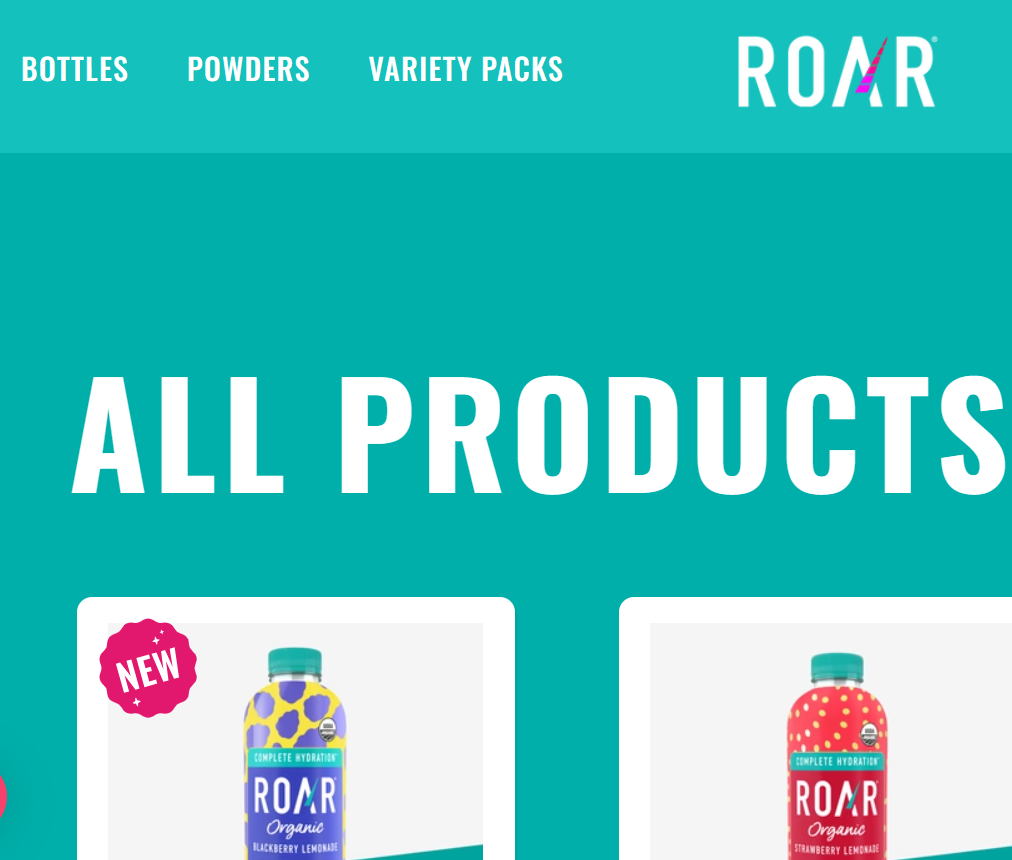 BOTTLES POWDERS VARIETY PACKS
ROAR
ALL PRODUCTS
NEW
COMPLETE HYDRATION
ROAR
Organic
BLACKBERRY LEMONADE
COMPLETE HYDRATION
ROAR
Organic
STRAWBERRY LEMONADE